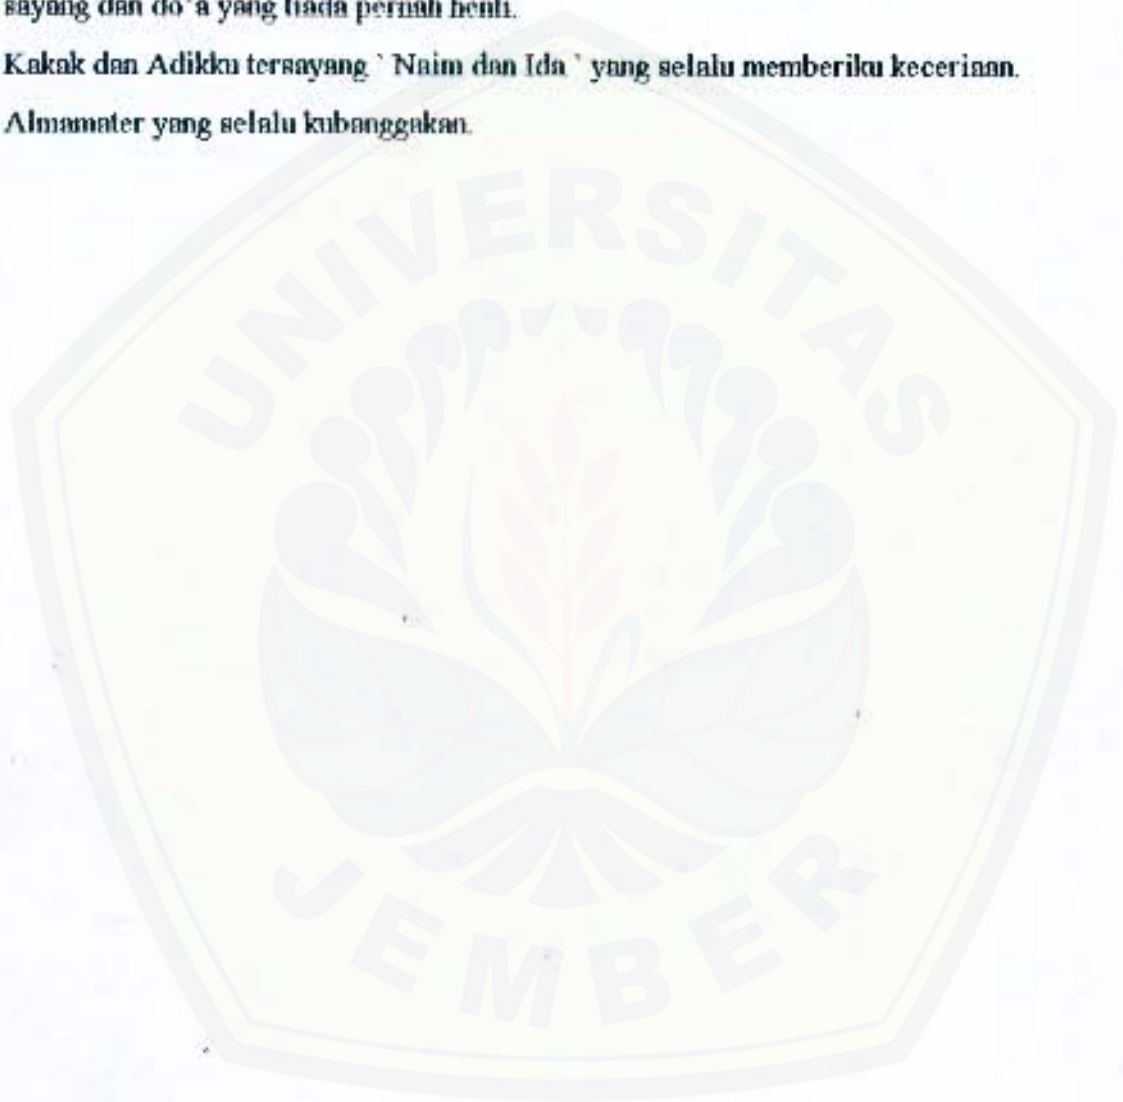 sayang dan do`a yang tiada pernah henti.
Kakak dan Adikku tersayang ` Naim dan Ida ` yang selalu memberiku keceriaan.
Almamater yang selalu kubanggakan.
UNIVERSITAS
JEMBER